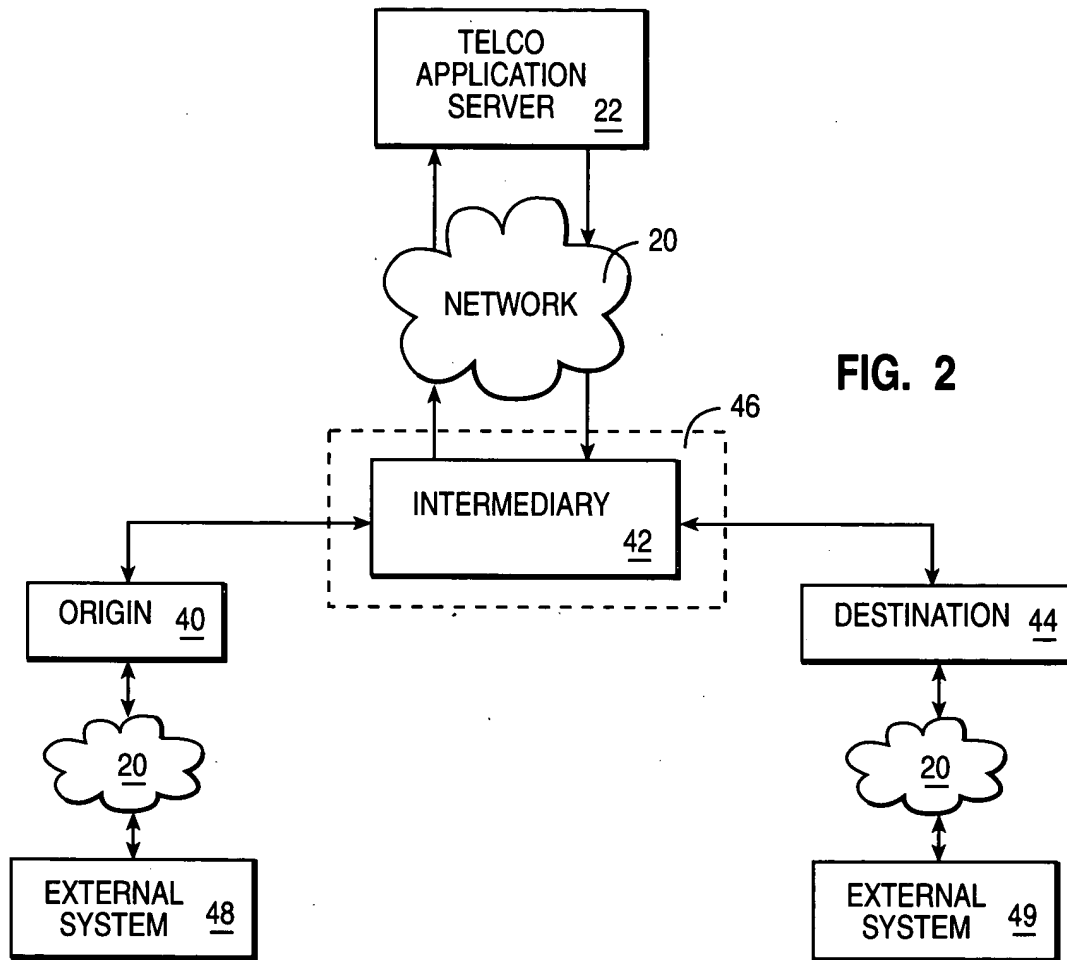 TELCO
APPLICATION
SERVER 22
20
NETWORK
FIG. 2
46
INTERMEDIARY
42
ORIGIN 40
DESTINATION 44
20
20
EXTERNAL
SYSTEM 48
EXTERNAL
SYSTEM 49